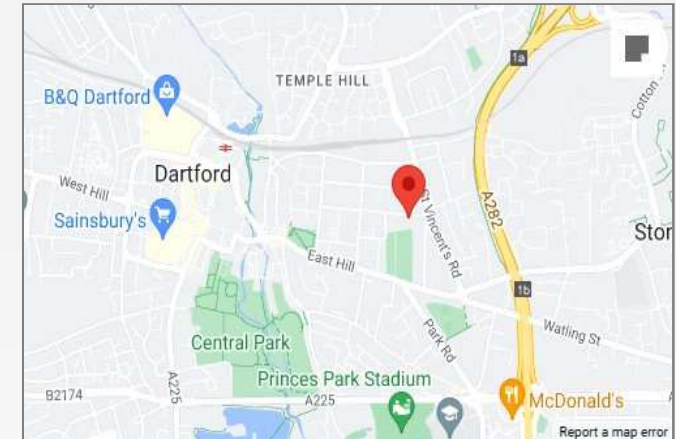 1a
TEMPLE HILL
B&Q Dartford
Cotton
Dartford
West Hill
Sainsbury's
St Vincent's Rd
A282
Stor
East Hill
1b
Watling St
Park Rd
Central Park
Princes Park Stadium
A225
B2174
A225
McDonald's
Report a map error